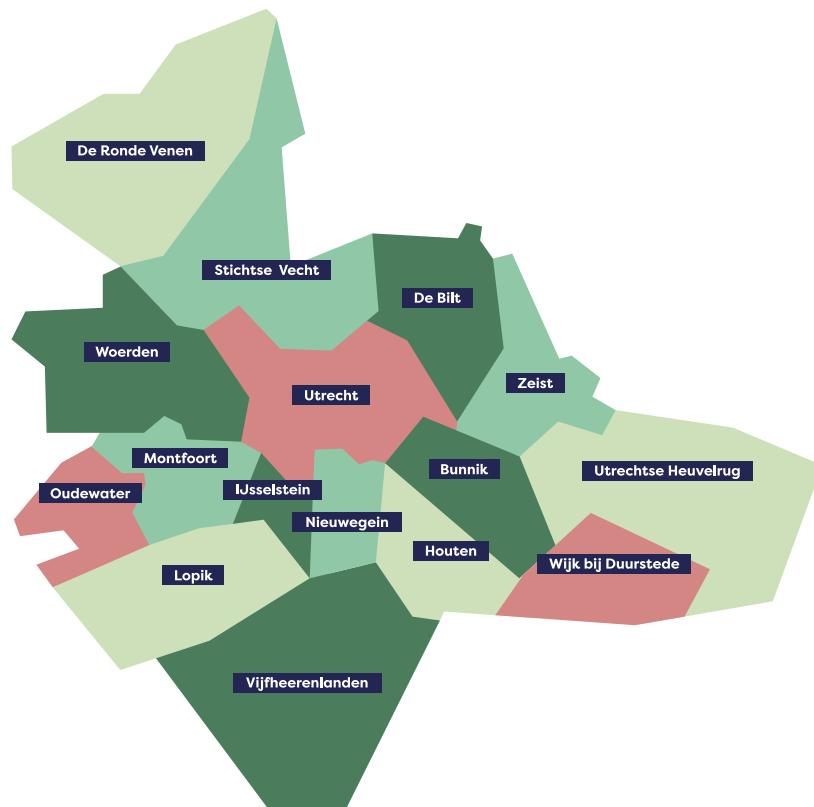 De Ronde Venen
Stichtse Vecht
De Bilt
Woerden
Zeist
Utrecht
Montfoort
Bunnik
Utrechtse Heuvelrug
Oudewater
IJsselstein
Nieuwegein
Houten
Wijk bij Duurstede
Lopik
Vijfheerenlanden